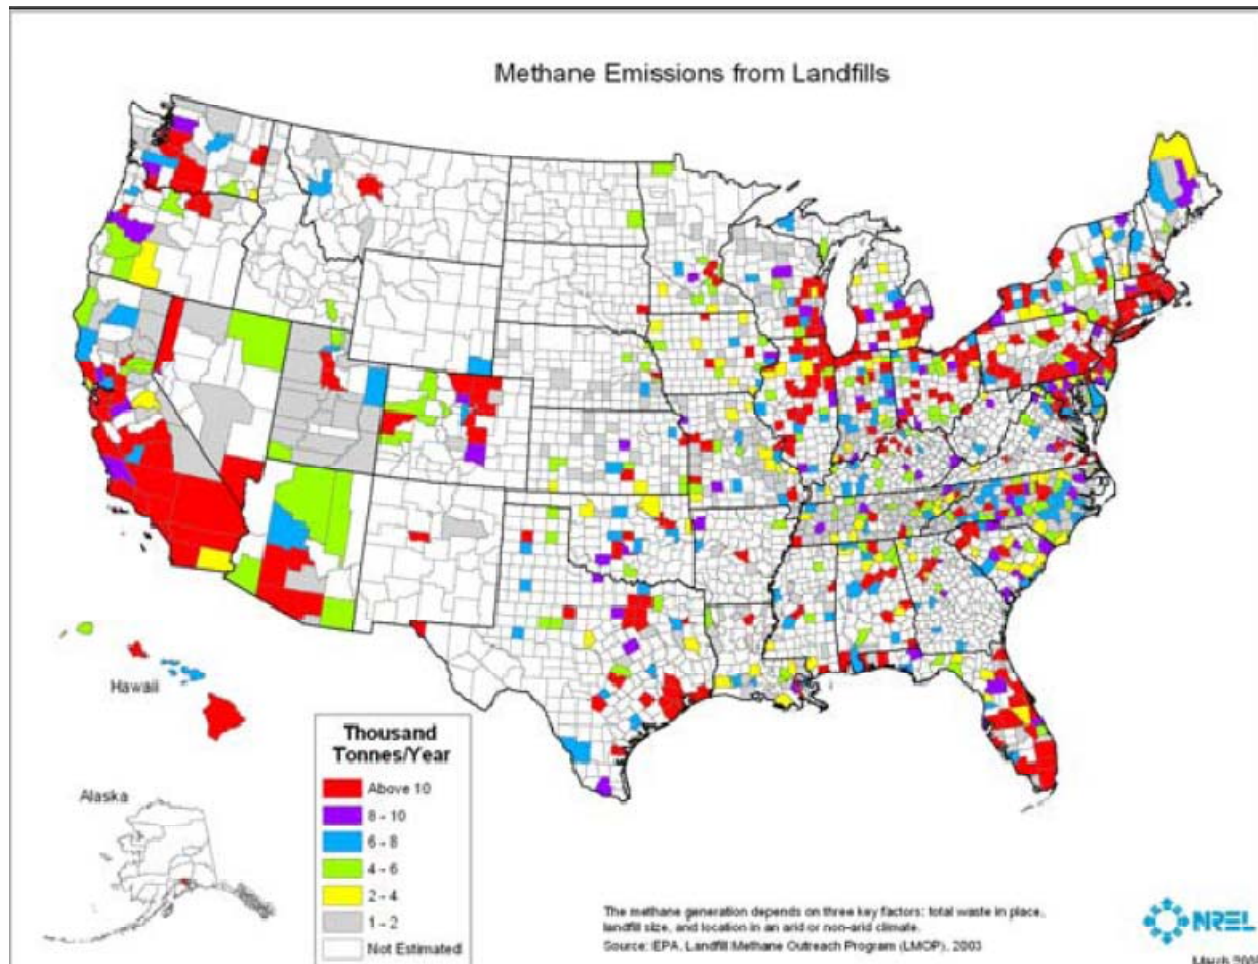 Methane Emissions from Landfills
Hawaii
Alaska
Thousand
Tonnes/Year
Above 10
8 - 10
6 - 8
4 - 6
2 - 4
1 - 2
Not Estimated
The methane generation depends on three key factors: total waste in place,
landfill size, and location in an arid or non-arid climate.
Source: EPA, Landfill Methane Outreach Program (LMOP), 2003
NREL
March